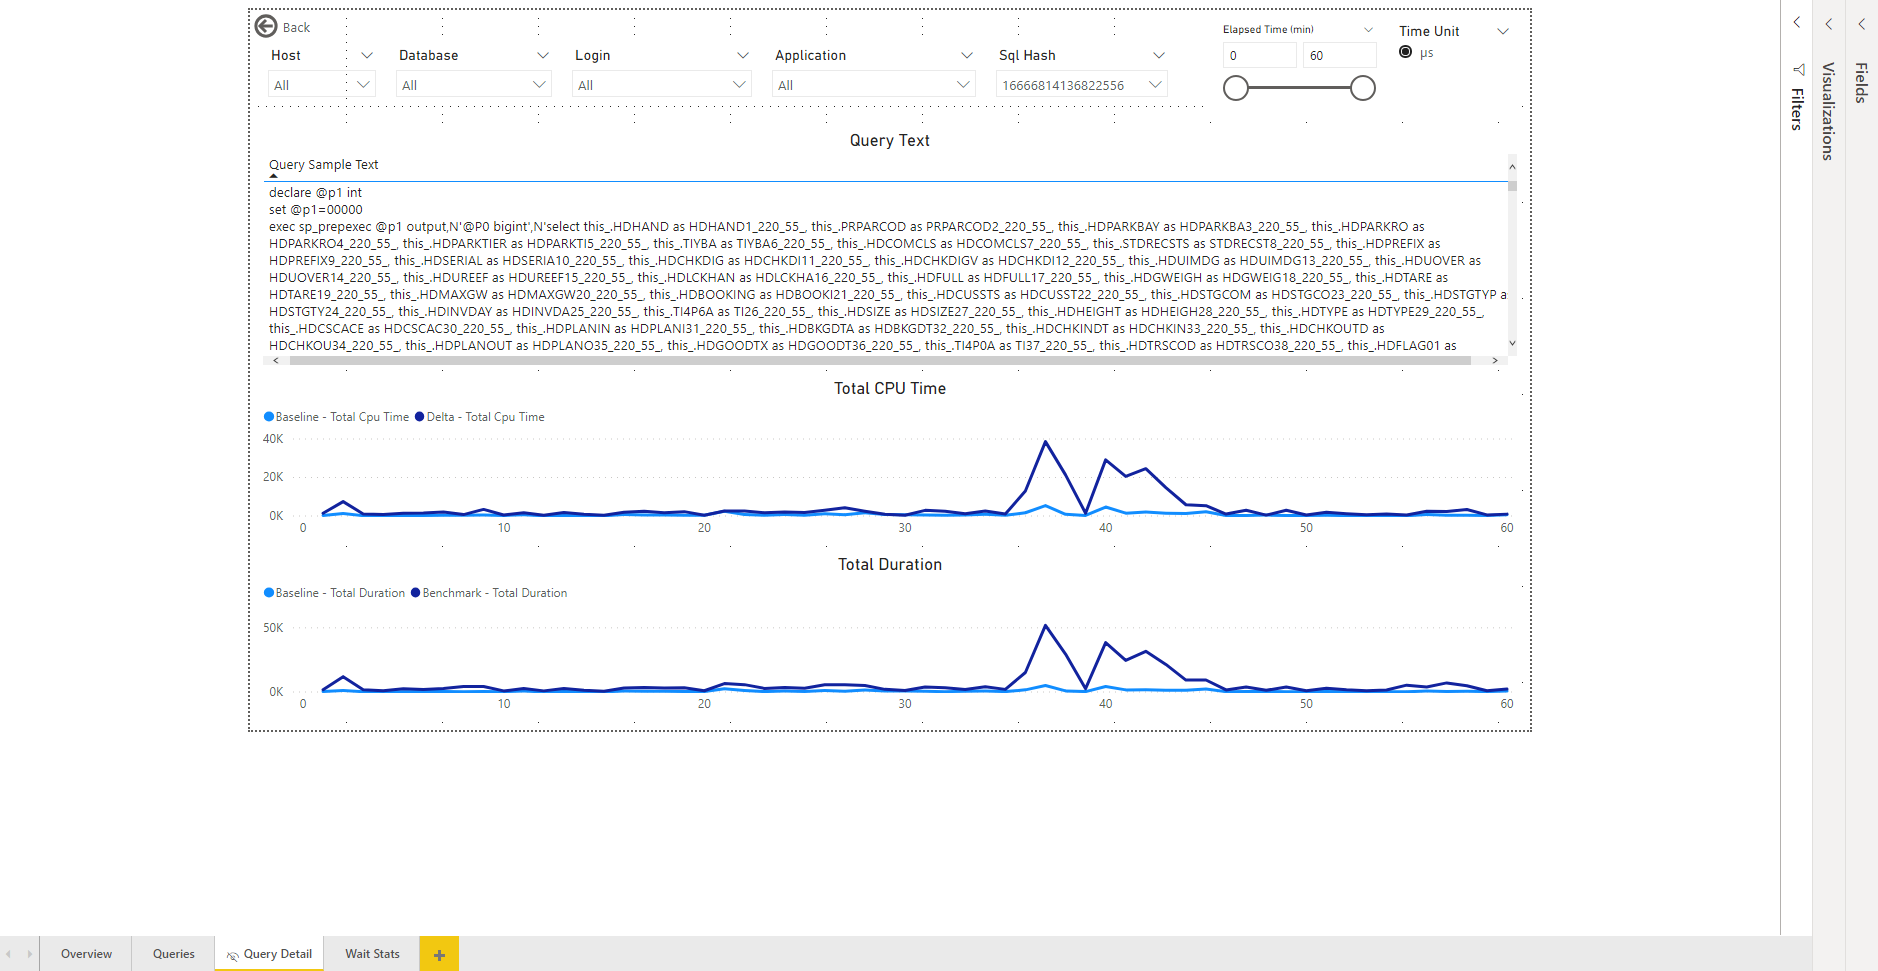 Back
Host
Database
Login
Application
Sql Hash
Elapsed Time (min)
Time Unit
All
All
All
All
16666814136822556
0
60
µs
Query Text
Query Sample Text
declare @p1 int
set @p1=00000
exec sp_prepexec @p1 output,N'@P0 bigint',N'select this_.HDHAND as HDHAND1_220_55_, this_.PRPARCOD as PRPARCOD2_220_55_, this_.HDPARKBAY as HDPARKBA3_220_55_, this_.HDPARKRO as
HDPARKRO4_220_55_, this_.HDPARKTIER as HDPARKTI5_220_55_, this_.TIYBA as TIYBA6_220_55_, this_.HDCOMCLS as HDCOMCLS7_220_55_, this_.STDRECSTS as STDRECST8_220_55_, this_.HDPREFIX as
HDPREFIX9_220_55_, this_.HDSERIAL as HDSERIA10_220_55_, this_.HDCHKDIG as HDCHKDI11_220_55_, this_.HDCHKDIGV as HDCHKDI12_220_55_, this_.HDUIMDG as HDUIMDG13_220_55_, this_.HDUOVER as
HDUOVER14_220_55_, this_.HDUREEF as HDUREEF15_220_55_, this_.HDLCKHAN as HDLCKHA16_220_55_, this_.HDFULL as HDFULL17_220_55_, this_.HDGWEIGH as HDGWEIG18_220_55_, this_.HDTARE as
HDTARE19_220_55_, this_.HDMAXGW as HDMAXGW20_220_55_, this_.HDBOOKING as HDBOOKI21_220_55_, this_.HDCUSSTS as HDCUSST22_220_55_, this_.HDSTGCOM as HDSTGCO23_220_55_, this_.HDSTGTYP a
HDSTGTY24_220_55_, this_.HDINVDAY as HDINVDA25_220_55_, this_.TI4P6A as TI26_220_55_, this_.HDSIZE as HDSIZE27_220_55_, this_.HDHEIGHT as HDHEIGH28_220_55_, this_.HDTYPE as HDTYPE29_220_55_,
this_.HDCSCACE as HDCSCAC30_220_55_, this_.HDPLANIN as HDPLANI31_220_55_, this_.HDBKGDTA as HDBKGDT32_220_55_, this_.HDCHKINDT as HDCHKIN33_220_55_, this_.HDCHKOUTD as
HDCHKOU34_220_55_, this_.HDPLANOUT as HDPLANO35_220_55_, this_.HDGOODTX as HDGOODT36_220_55_, this_.TI4P0A as TI37_220_55_, this_.HDTRSCOD as HDTRSCO38_220_55_, this_.HDFLAG01 as
Total CPU Time
Baseline - Total Cpu Time Delta - Total Cpu Time
40K
20K
0K
0 10 20 30 40 50 60
Total Duration
Baseline - Total Duration Benchmark - Total Duration
50K
0K
0 10 20 30 40 50 60
Filters
Visualizations
Fields
Overview
Queries
Query Detail
Wait Stats